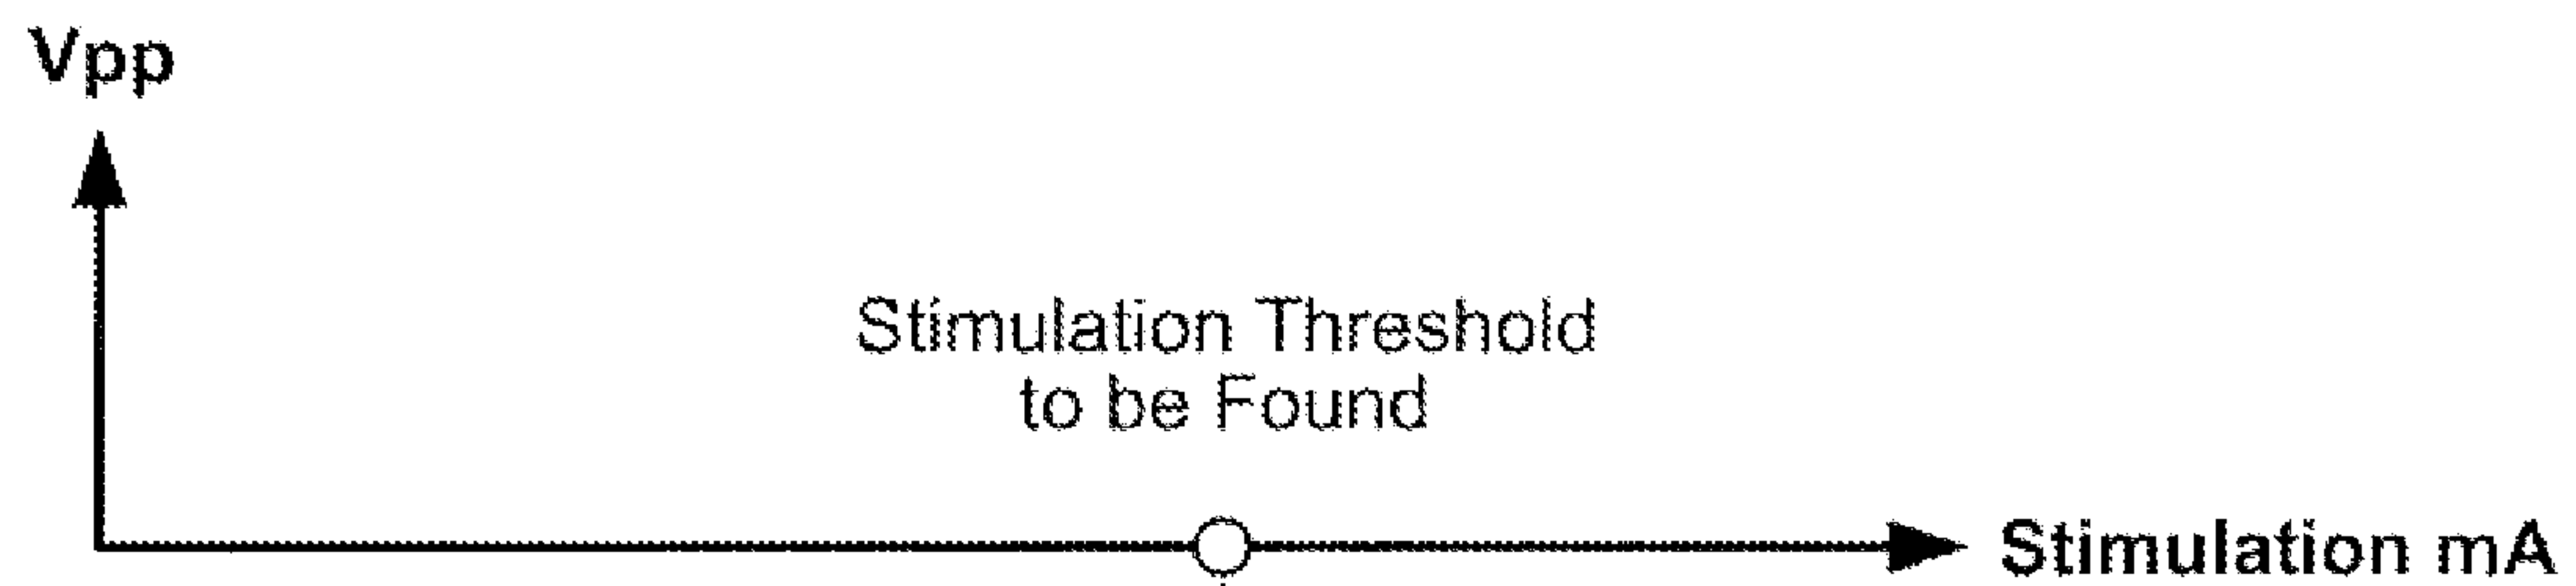 Vpp
Stimulation Threshold
to be Found
Stimulation mA